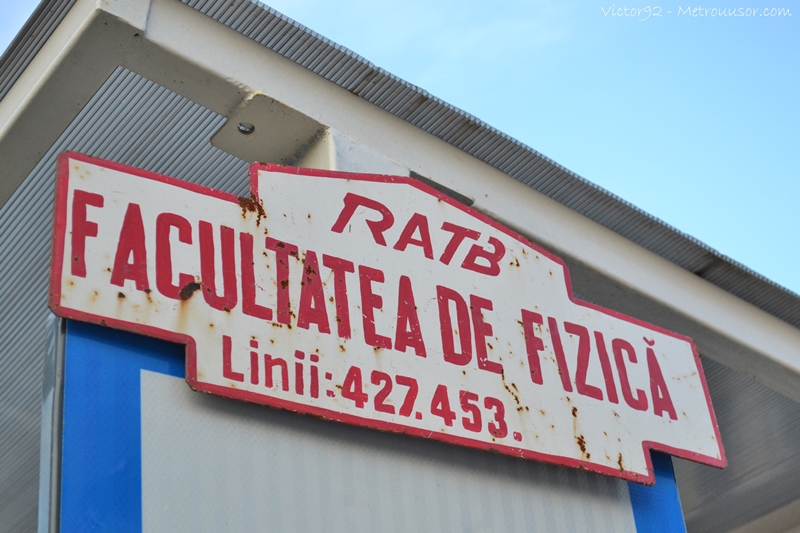 Victor92 - Metrouusor.com
RATB
FACULTATEA DE FIZICĂ
Linii: 427.453.